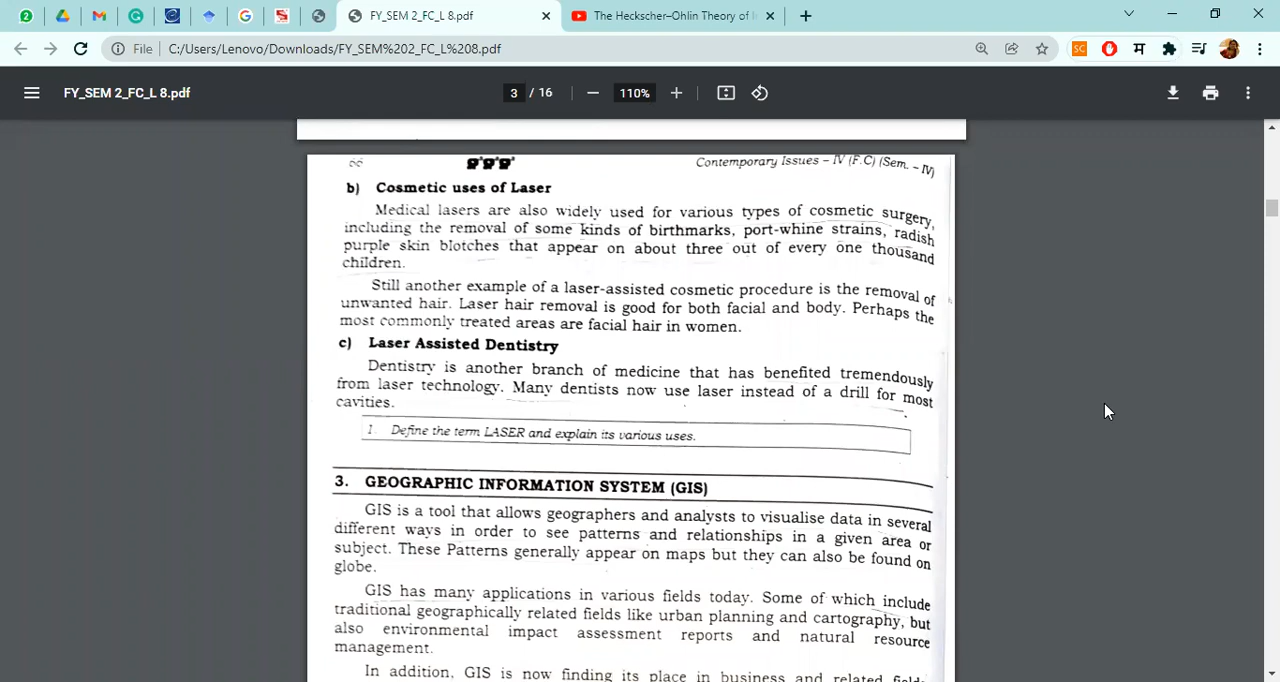 FY_SEM 2_FC_L 8.pdf
The Heckscher–Ohlin Theory of I
File C:/Users/Lenovo/Downloads/FY_SEM%202_FC_L%208.pdf
FY_SEM 2_FC_L 8.pdf
3 / 16
110%
66
Contemporary Issues – IV (F.C) (Sem. – IV)
b) Cosmetic uses of Laser
Medical lasers are also widely used for various types of cosmetic surgery,
including the removal of some kinds of birthmarks, port-whine strains, radish
purple skin blotches that appear on about three out of every one thousand
children.
Still another example of a laser-assisted cosmetic procedure is the removal of
unwanted hair. Laser hair removal is good for both facial and body. Perhaps the
most commonly treated areas are facial hair in women.
c) Laser Assisted Dentistry
Dentistry is another branch of medicine that has benefited tremendously
from laser technology. Many dentists now use laser instead of a drill for most
cavities.
1. Define the term LASER and explain its various uses.
3. GEOGRAPHIC INFORMATION SYSTEM (GIS)
GIS is a tool that allows geographers and analysts to visualise data in several
different ways in order to see patterns and relationships in a given area or
subject. These Patterns generally appear on maps but they can also be found on
globe.
GIS has many applications in various fields today. Some of which include
traditional geographically related fields like urban planning and cartography, but
also environmental impact assessment reports and natural resource
management.
In addition, GIS is now finding its place in business and related fields